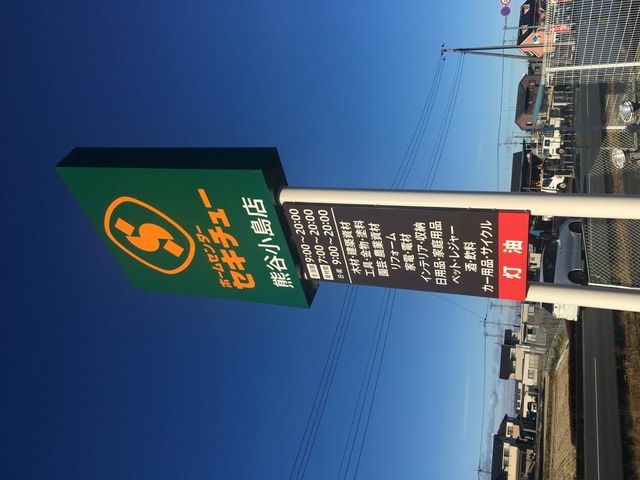 ホームセンター
セキチュー
熊谷小島店
9:00～20:00
7:00～20:00
日祝 9:00～20:00
木材・建築資材
工具・金物・塗料
園芸・農業資材
リフォーム
家電・電材
インテリア・収納
日用品・家庭用品
ペット・レジャー
酒・飲料
カー用品・サイクル
灯油